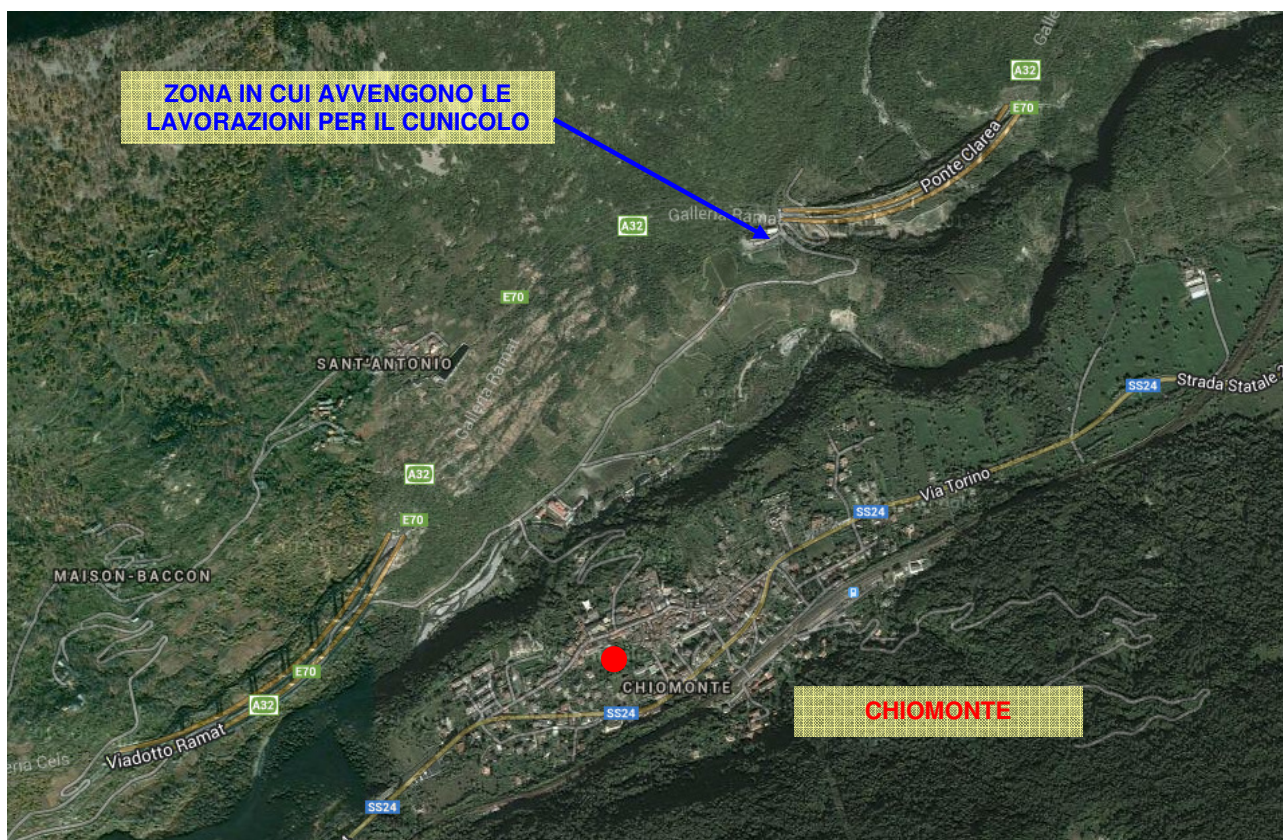 ZONA IN CUI AVVENGONO LE
LAVORAZIONI PER IL CUNICOLO
A32
E70
Ponte Clarea
Galleria Ramat
A32
E70
SANT'ANTONIO
Galleria Ramat
SS24
Strada Statale 2
A32
Via Torino
SS24
E70
MAISON-BACCON
E70
CHIOMONTE
A32
CHIOMONTE
SS24
Viadotto Ramat
SS24